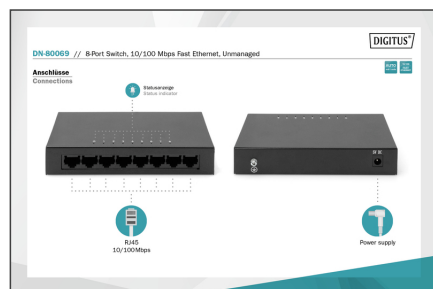 DIGITUS®
DN-80069 // 8-Port Switch, 10/100 Mbps Fast Ethernet, Unmanaged
Anschlüsse
Connections
Statusanzeige
Status indicator
RJ45
10/100Mbps
Power supply